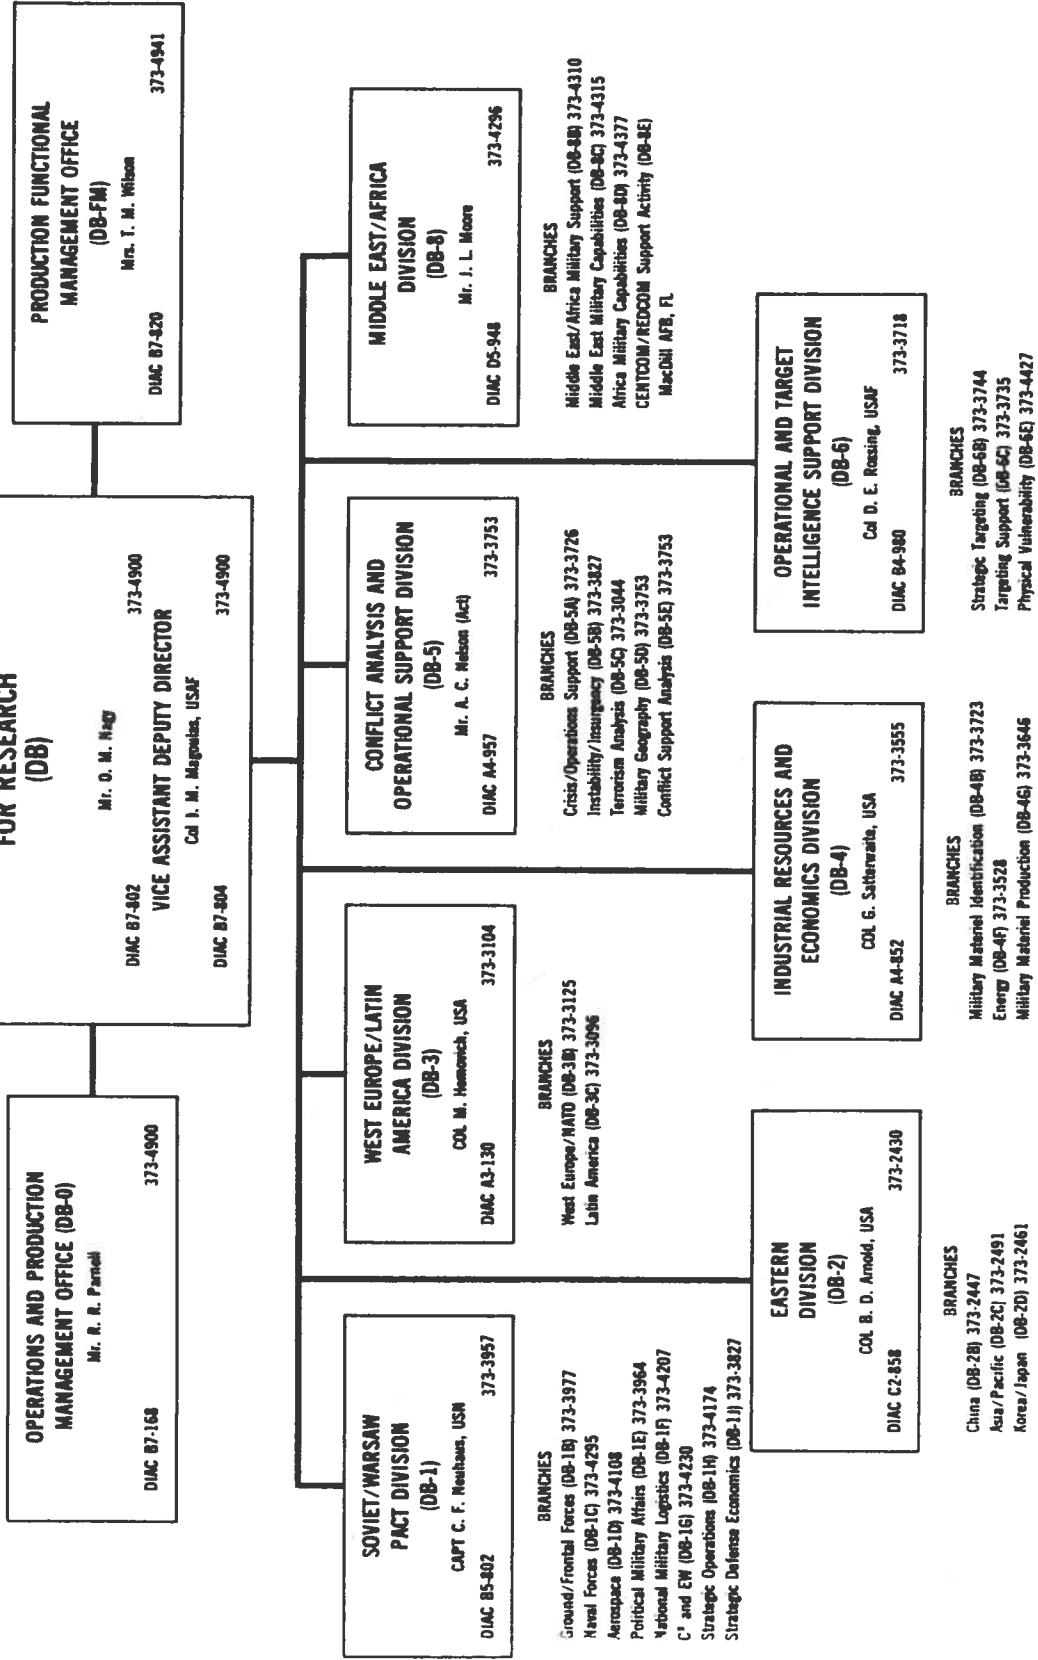 FOR RESEARCH
(DB)
Mr. O. M. Nagy
DIAC B7-802 373-4900
VICE ASSISTANT DEPUTY DIRECTOR
Col I. M. Magoulas, USAF
DIAC B7-804 373-4900
OPERATIONS AND PRODUCTION
MANAGEMENT OFFICE (DB-0)
Mr. R. R. Parnell
DIAC B7-168 373-4900
PRODUCTION FUNCTIONAL
MANAGEMENT OFFICE
(DB-FM)
Mrs. T. M. Wilson
DIAC B7-820 373-4941
SOVIET/WARSAW
PACT DIVISION
(DB-1)
CAPT C. F. Neuhaus, USN
DIAC B5-802 373-3957
BRANCHES
Ground/Frontal Forces (DB-1B) 373-3977
Naval Forces (DB-1C) 373-4295
Aerospace (DB-1D) 373-4108
Political Military Affairs (DB-1E) 373-3964
National Military Logistics (DB-1F) 373-4207
C³ and EW (DB-1G) 373-4230
Strategic Operations (DB-1H) 373-4174
Strategic Defense Economics (DB-1J) 373-3827
WEST EUROPE/LATIN
AMERICA DIVISION
(DB-3)
COL M. Hemovich, USA
DIAC A3-130 373-3104
BRANCHES
West Europe/NATO (DB-3B) 373-3125
Latin America (DB-3C) 373-3096
CONFLICT ANALYSIS AND
OPERATIONAL SUPPORT DIVISION
(DB-5)
Mr. A. C. Nelson (Act)
DIAC A4-957 373-3753
BRANCHES
Crisis/Operations Support (DB-5A) 373-3726
Instability/Insurgency (DB-5B) 373-3827
Terrorism Analysis (DB-5C) 373-3044
Military Geography (DB-5D) 373-3753
Conflict Support Analysis (DB-5E) 373-3753
MIDDLE EAST/AFRICA
DIVISION
(DB-8)
Mr. J. L. Moore
DIAC D5-948 373-4296
BRANCHES
Middle East/Africa Military Support (DB-8B) 373-4310
Middle East Military Capabilities (DB-8C) 373-4315
Africa Military Capabilities (DB-8D) 373-4377
CENTCOM/REDCOM Support Activity (DB-8E)
MacDill AFB, FL
EASTERN
DIVISION
(DB-2)
COL B. D. Arnold, USA
DIAC C2-858 373-2430
BRANCHES
China (DB-2B) 373-2447
Asia/Pacific (DB-2C) 373-2491
Korea/Japan (DB-2D) 373-2461
INDUSTRIAL RESOURCES AND
ECONOMICS DIVISION
(DB-4)
COL G. Satterwaite, USA
DIAC A4-852 373-3555
BRANCHES
Military Materiel Identification (DB-4B) 373-3723
Energy (DB-4F) 373-3528
Military Materiel Production (DB-4G) 373-3646
OPERATIONAL AND TARGET
INTELLIGENCE SUPPORT DIVISION
(DB-6)
Col D. E. Rossing, USAF
DIAC B4-980 373-3718
BRANCHES
Strategic Targeting (DB-6B) 373-3744
Targeting Support (DB-6C) 373-3735
Physical Vulnerability (DB-6E) 373-4427